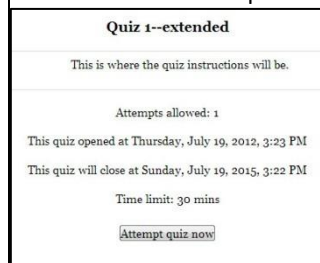 Quiz 1--extended
This is where the quiz instructions will be.
Attempts allowed: 1
This quiz opened at Thursday, July 19, 2012, 3:23 PM
This quiz will close at Sunday, July 19, 2015, 3:22 PM
Time limit: 30 mins
Attempt quiz now